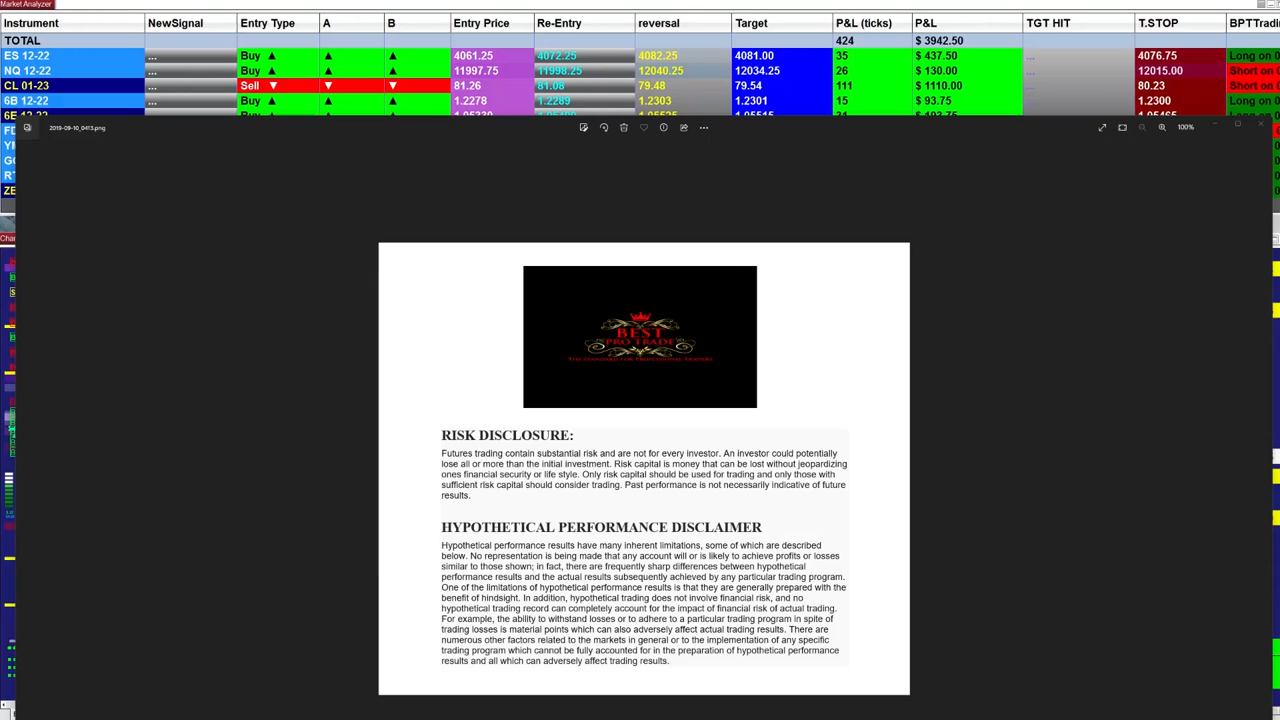 Market Analyzer
Instrument NewSignal Entry Type A B Entry Price Re-Entry reversal Target P&L (ticks) P&L TGT HIT T.STOP BPTTrad
TOTAL 424 $ 3942.50
ES 12-22 ... Buy ▲ ▲ ▲ 4061.25 4072.25 4082.25 4081.00 35 $ 437.50 ... 4076.75 Long on 0
NQ 12-22 ... Buy ▲ ▲ ▲ 11997.75 11998.25 12040.25 12034.25 26 $ 130.00 ... 12015.00 Short on
CL 01-23 ... Sell ▼ ▼ ▼ 81.26 81.08 79.48 79.54 111 $ 1110.00 80.23 Short on
6B 12-22 ... Buy ▲ ▲ ▲ 1.2278 1.2289 1.2303 1.2301 15 $ 93.75 1.2300 Long on 0
2019-09-10_0413.png 100%
BEST
PRO TRADE
THE STANDARD FOR PROFESSIONAL TRADERS
RISK DISCLOSURE:
Futures trading contain substantial risk and are not for every investor. An investor could potentially
lose all or more than the initial investment. Risk capital is money that can be lost without jeopardizing
ones financial security or life style. Only risk capital should be used for trading and only those with
sufficient risk capital should consider trading. Past performance is not necessarily indicative of future
results.
HYPOTHETICAL PERFORMANCE DISCLAIMER
Hypothetical performance results have many inherent limitations, some of which are described
below. No representation is being made that any account will or is likely to achieve profits or losses
similar to those shown; in fact, there are frequently sharp differences between hypothetical
performance results and the actual results subsequently achieved by any particular trading program.
One of the limitations of hypothetical performance results is that they are generally prepared with the
benefit of hindsight. In addition, hypothetical trading does not involve financial risk, and no
hypothetical trading record can completely account for the impact of financial risk of actual trading.
For example, the ability to withstand losses or to adhere to a particular trading program in spite of
trading losses is material points which can also adversely affect actual trading results. There are
numerous other factors related to the markets in general or to the implementation of any specific
trading program which cannot be fully accounted for in the preparation of hypothetical performance
results and all which can adversely affect trading results.